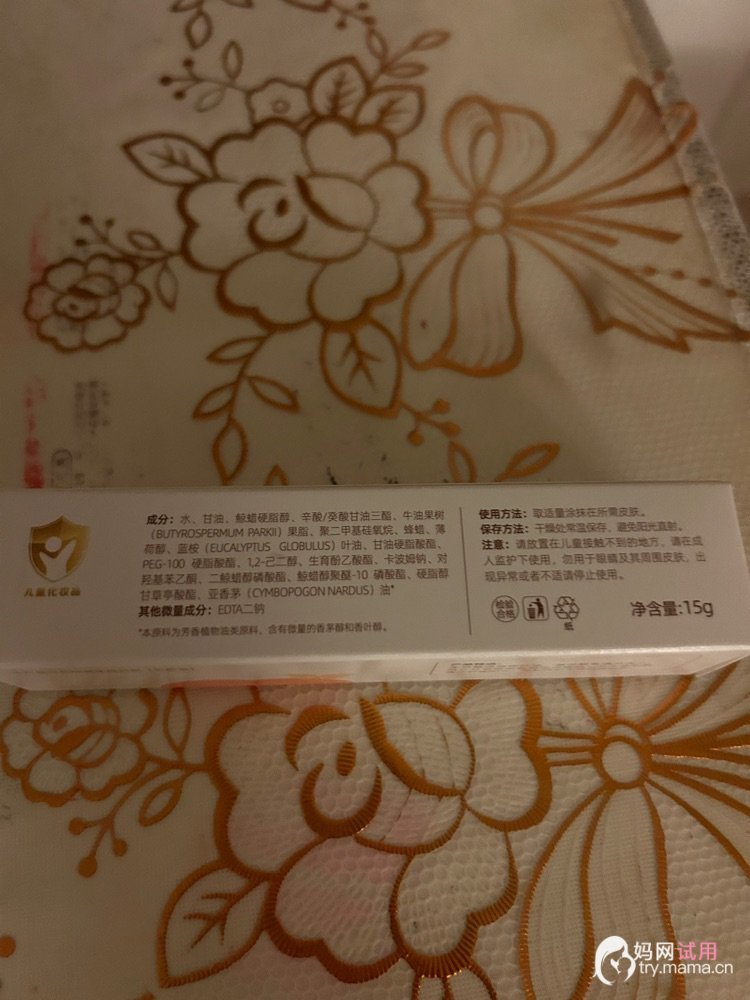 成分：水、甘油、鲸蜡硬脂醇、辛酸/癸酸甘油三酯、牛油果树
(BUTYROSPERMUM PARKII) 果脂、聚二甲基硅氧烷、蜂蜡、薄
荷醇、蓝桉 (EUCALYPTUS GLOBULUS) 叶油、甘油硬脂酸酯、
PEG-100 硬脂酸酯、1,2-己二醇、生育酚乙酸酯、卡波姆钠、对
羟基苯乙酮、二鲸蜡醇磷酸酯、鲸蜡醇聚醚-10 磷酸酯、硬脂醇
甘草亭酸酯、亚香茅 (CYMBOPOGON NARDUS) 油*
其他微量成分：EDTA二钠
*本原料为芳香植物油类原料，含有微量的香茅醇和香叶醇。
儿童化妆品
使用方法：取适量涂抹在所需皮肤。
保存方法：干燥处常温保存，避免阳光直射。
注意：请放置在儿童接触不到的地方，请在成
人监护下使用，勿用于眼睛及其周围皮肤，出
现异常或者不适请停止使用。
检验
合格
纸
净含量:15g
妈网试用
try.mama.cn